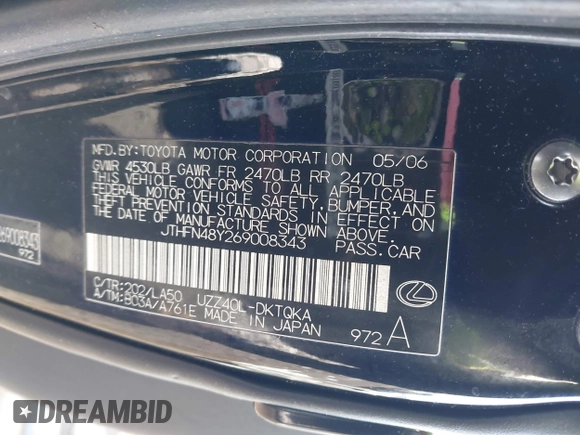 MFD.BY:TOYOTA MOTOR CORPORATION 05/06
GVWR 4530LB GAWR FR 2470LB RR 2470LB
THIS VEHICLE CONFORMS TO ALL APPLICABLE
FEDERAL MOTOR VEHICLE SAFETY, BUMPER, AND
THEFT PREVENTION STANDARDS IN EFFECT ON
THE DATE OF MANUFACTURE SHOWN ABOVE.
JTHFN48Y269008343 PASS.CAR
C/TR:202/LA50 UZZ40L-DKTQKA
A/TM:B03A/A761E MADE IN JAPAN 972A
69008343
972
DREAMBID